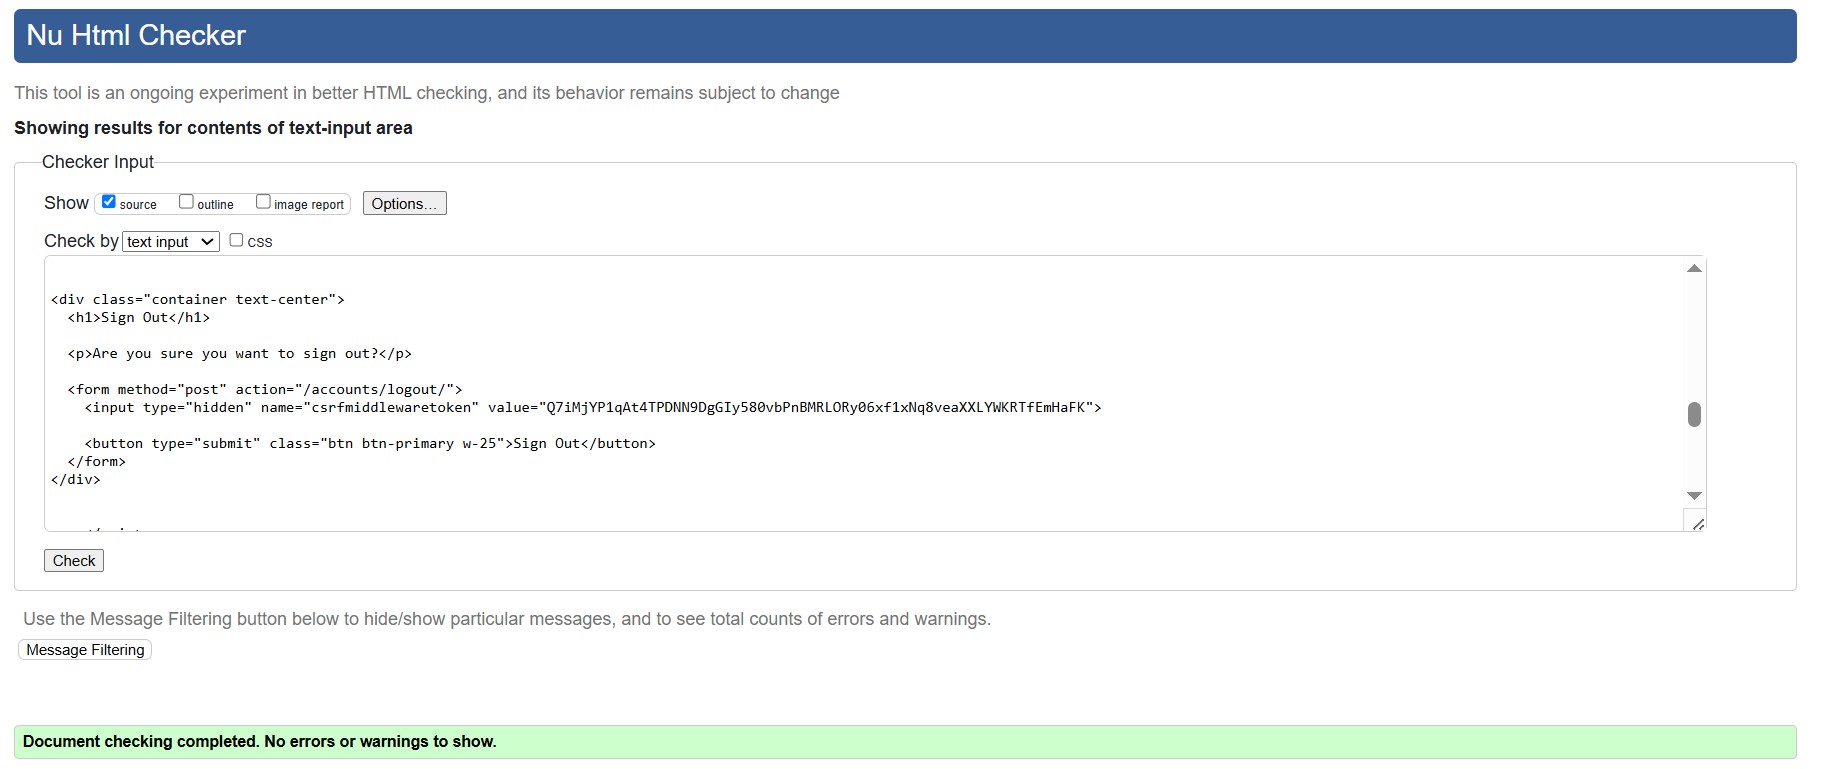 Nu Html Checker
This tool is an ongoing experiment in better HTML checking, and its behavior remains subject to change
Showing results for contents of text-input area
Checker Input
Show source outline image report Options...
Check by text input css
<div class="container text-center">
<h1>Sign Out</h1>
<p>Are you sure you want to sign out?</p>
<form method="post" action="/accounts/logout/">
<input type="hidden" name="csrfmiddlewaretoken" value="Q7iMjYP1qAt4TPDNN9DgGIy580vbPnBMRLORy06xf1xNq8veaXXLYWKRTfEmHaFK">
<button type="submit" class="btn btn-primary w-25">Sign Out</button>
</form>
</div>
Check
Use the Message Filtering button below to hide/show particular messages, and to see total counts of errors and warnings.
Message Filtering
Document checking completed. No errors or warnings to show.